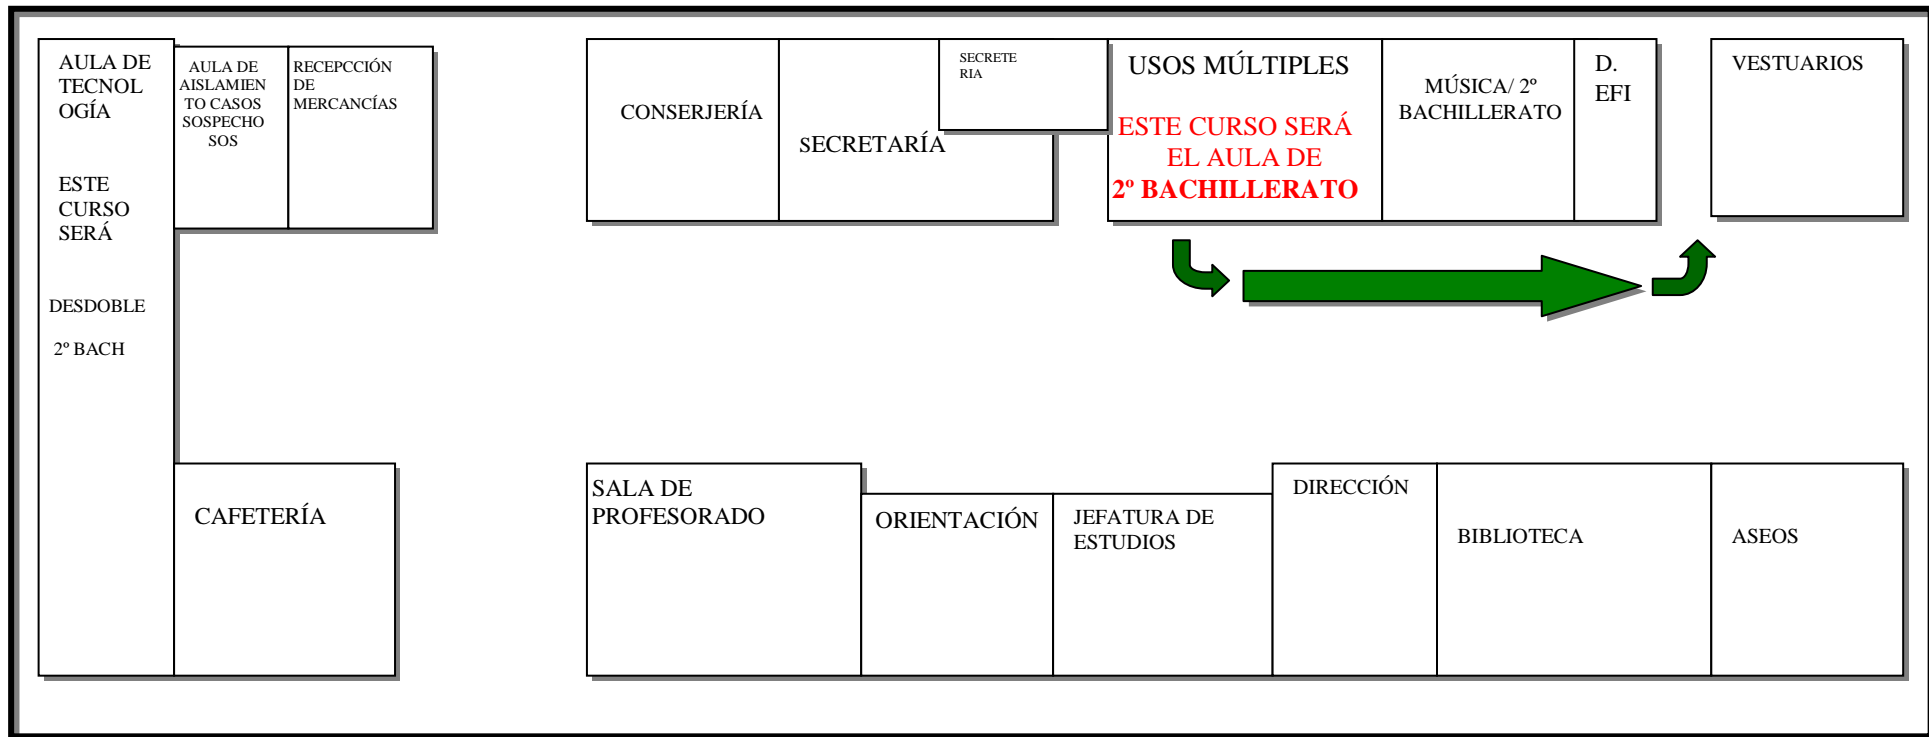 AULA DE
TECNOL
OGÍA
ESTE
CURSO
SERÁ
DESDOBLE
2º BACH
AULA DE
AISLAMIEN
TO CASOS
SOSPECHO
SOS
RECEPCCIÓN
DE
MERCANCÍAS
CONSERJERÍA
SECRETARÍA
SECRETE
RIA
USOS MÚLTIPLES
ESTE CURSO SERÁ
EL AULA DE
2º BACHILLERATO
MÚSICA/ 2º
BACHILLERATO
D.
EFI
VESTUARIOS
CAFETERÍA
SALA DE
PROFESORADO
ORIENTACIÓN
JEFATURA DE
ESTUDIOS
DIRECCIÓN
BIBLIOTECA
ASEOS